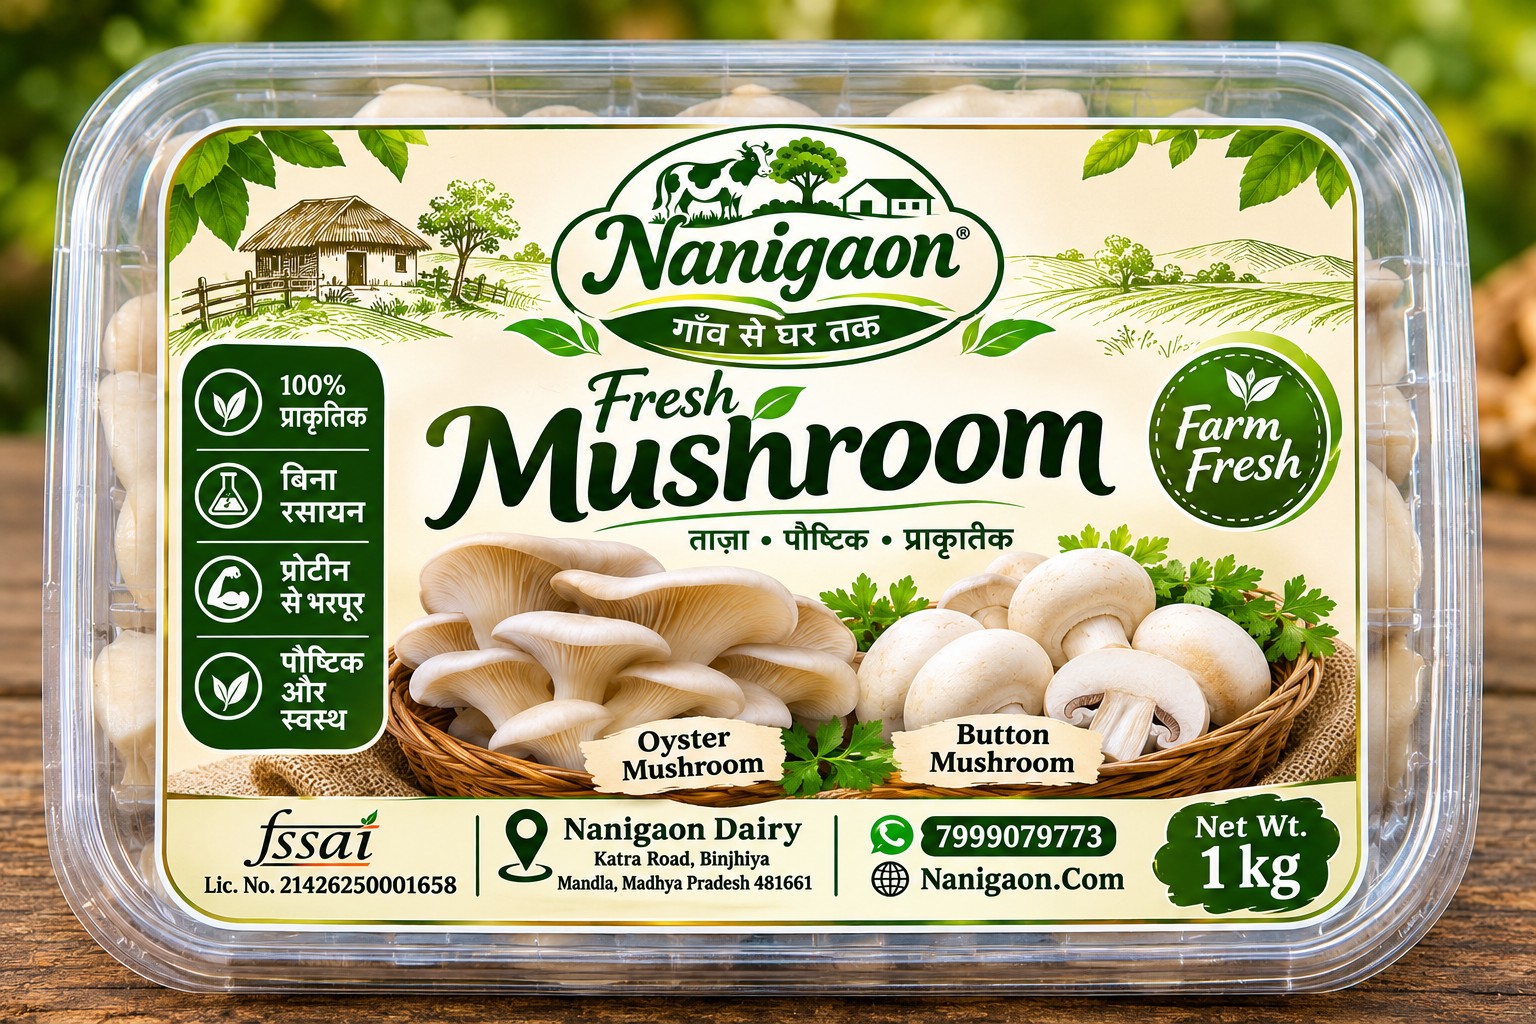 Nanigaon®
गाँव से घर तक
Fresh
Mushroom
ताज़ा • पौष्टिक • प्राकृतीक
100%
प्राकृतिक
बिना
रसायन
प्रोटीन
से भरपूर
पौष्टिक
और
स्वस्थ
Farm
Fresh
Oyster
Mushroom
Button
Mushroom
fssai
Lic. No. 21426250001658
Nanigaon Dairy
Katra Road, Binjhiya
Mandla, Madhya Pradesh 481661
7999079773
Nanigaon.Com
Net Wt.
1 kg